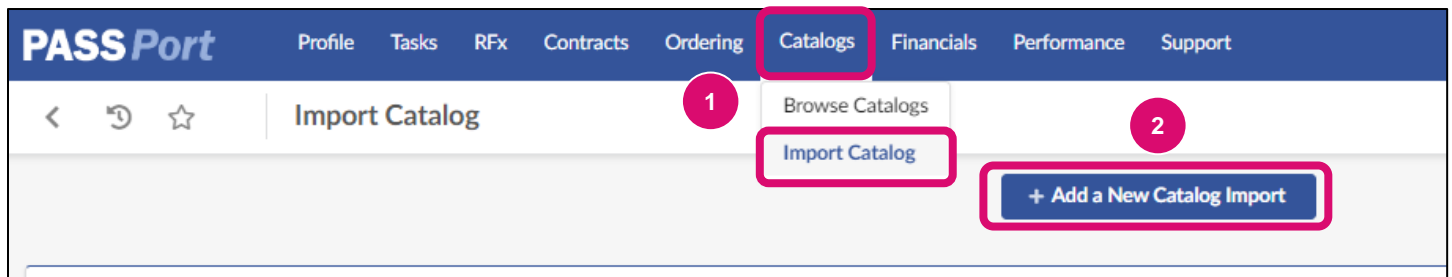 PASSPort Profile Tasks RFx Contracts Ordering Catalogs Financials Performance Support
Import Catalog
1
Browse Catalogs
Import Catalog
2
+ Add a New Catalog Import